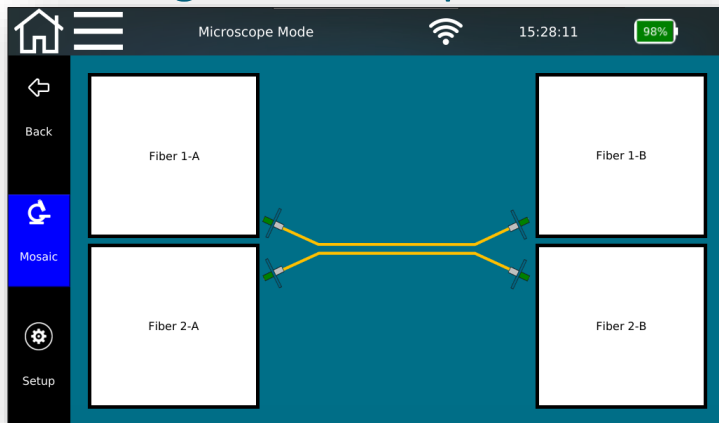 Microscope Mode
15:28:11
98%
Back
Mosaic
Setup
Fiber 1-A
Fiber 1-B
Fiber 2-A
Fiber 2-B